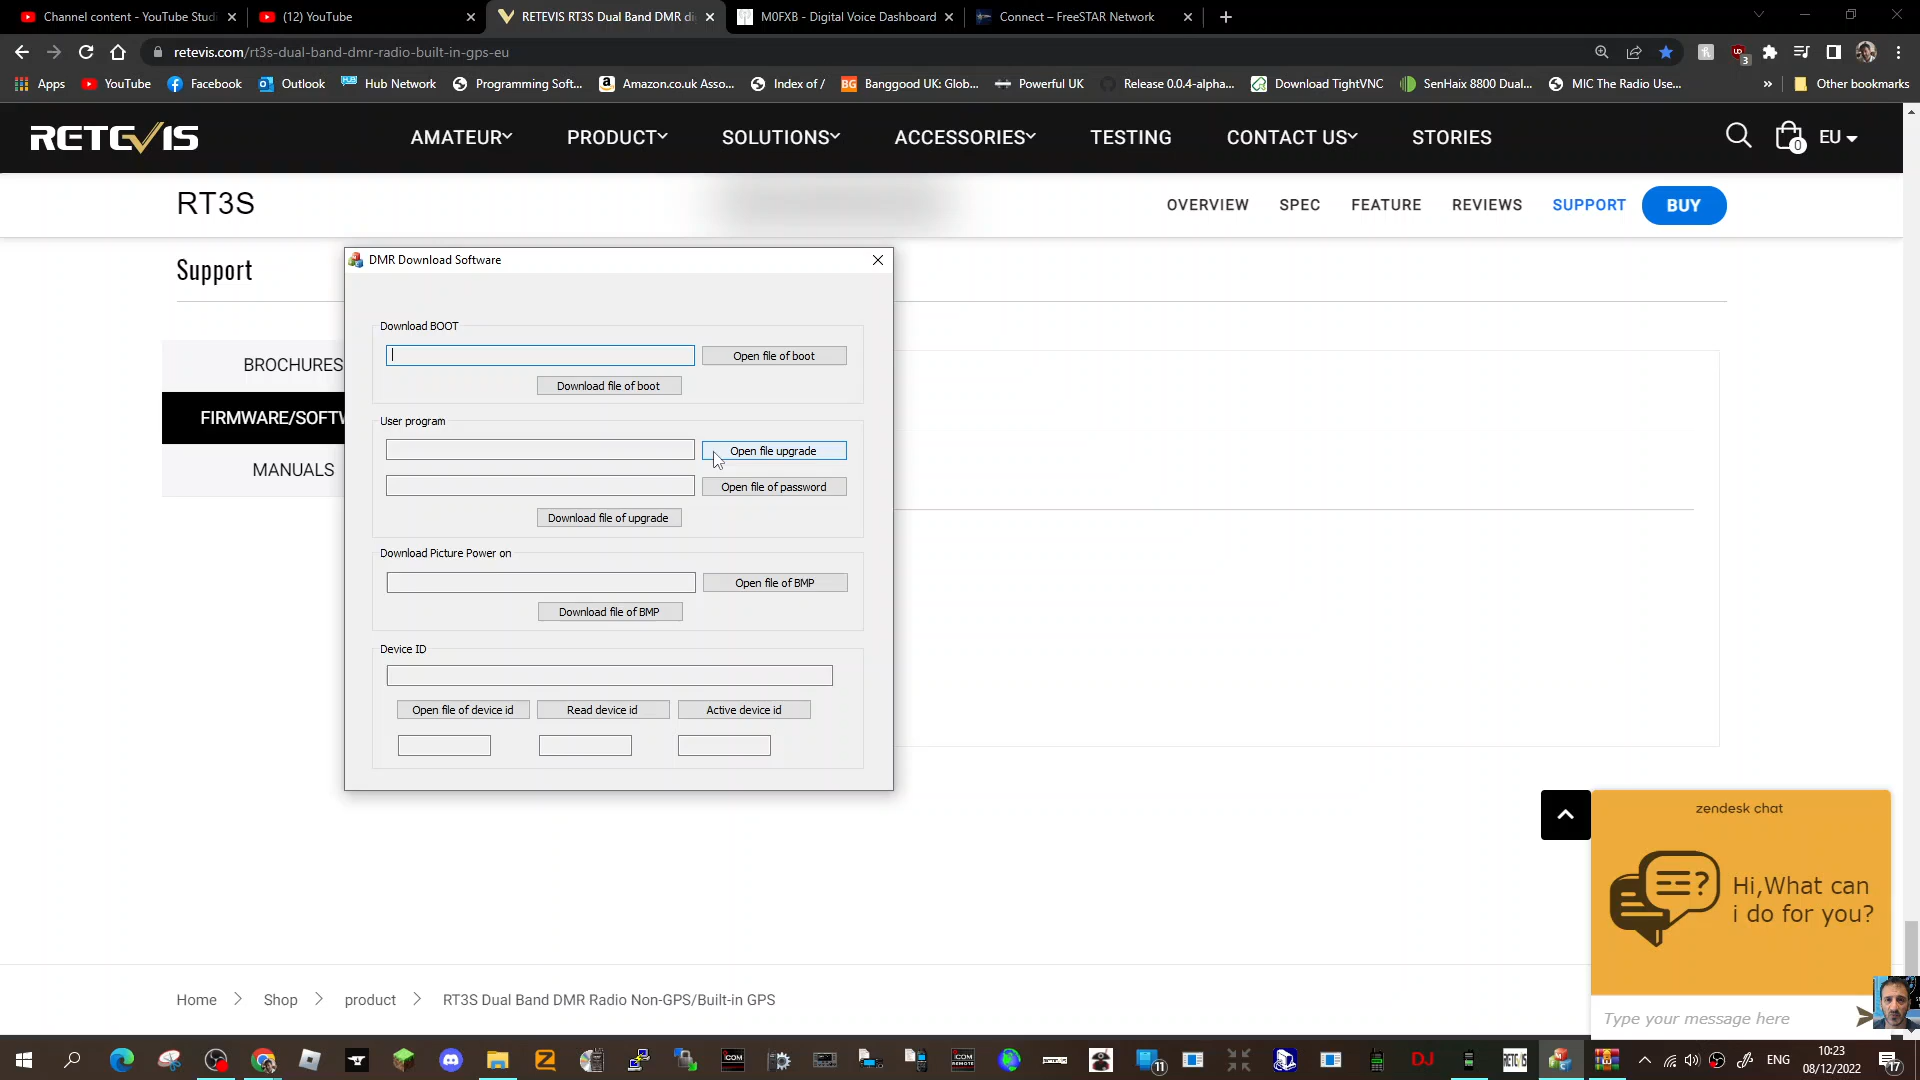 Channel content - YouTube Studi
(12) YouTube
RETEVIS RT3S Dual Band DMR di
M0FXB - Digital Voice Dashboard
Connect – FreeSTAR Network
retevis.com/rt3s-dual-band-dmr-radio-built-in-gps-eu
Apps
YouTube
Facebook
Outlook
Hub Network
Programming Soft...
Amazon.co.uk Asso...
Index of /
Banggood UK: Glob...
Powerful UK
Release 0.0.4-alpha...
Download TightVNC
SenHaix 8800 Dual...
MIC The Radio Use...
»
Other bookmarks
RETEVIS
AMATEUR
PRODUCT
SOLUTIONS
ACCESSORIES
TESTING
CONTACT US
STORIES
0
EU
RT3S
OVERVIEW
SPEC
FEATURE
REVIEWS
SUPPORT
BUY
Support
BROCHURES
FIRMWARE/SOFTW
MANUALS
DMR Download Software
Download BOOT
Open file of boot
Download file of boot
User program
Open file upgrade
Open file of password
Download file of upgrade
Download Picture Power on
Open file of BMP
Download file of BMP
Device ID
Open file of device id
Read device id
Active device id
zendesk chat
Hi,What can
i do for you?
Type your message here
Home
Shop
product
RT3S Dual Band DMR Radio Non-GPS/Built-in GPS
ENG
10:23
08/12/2022
17